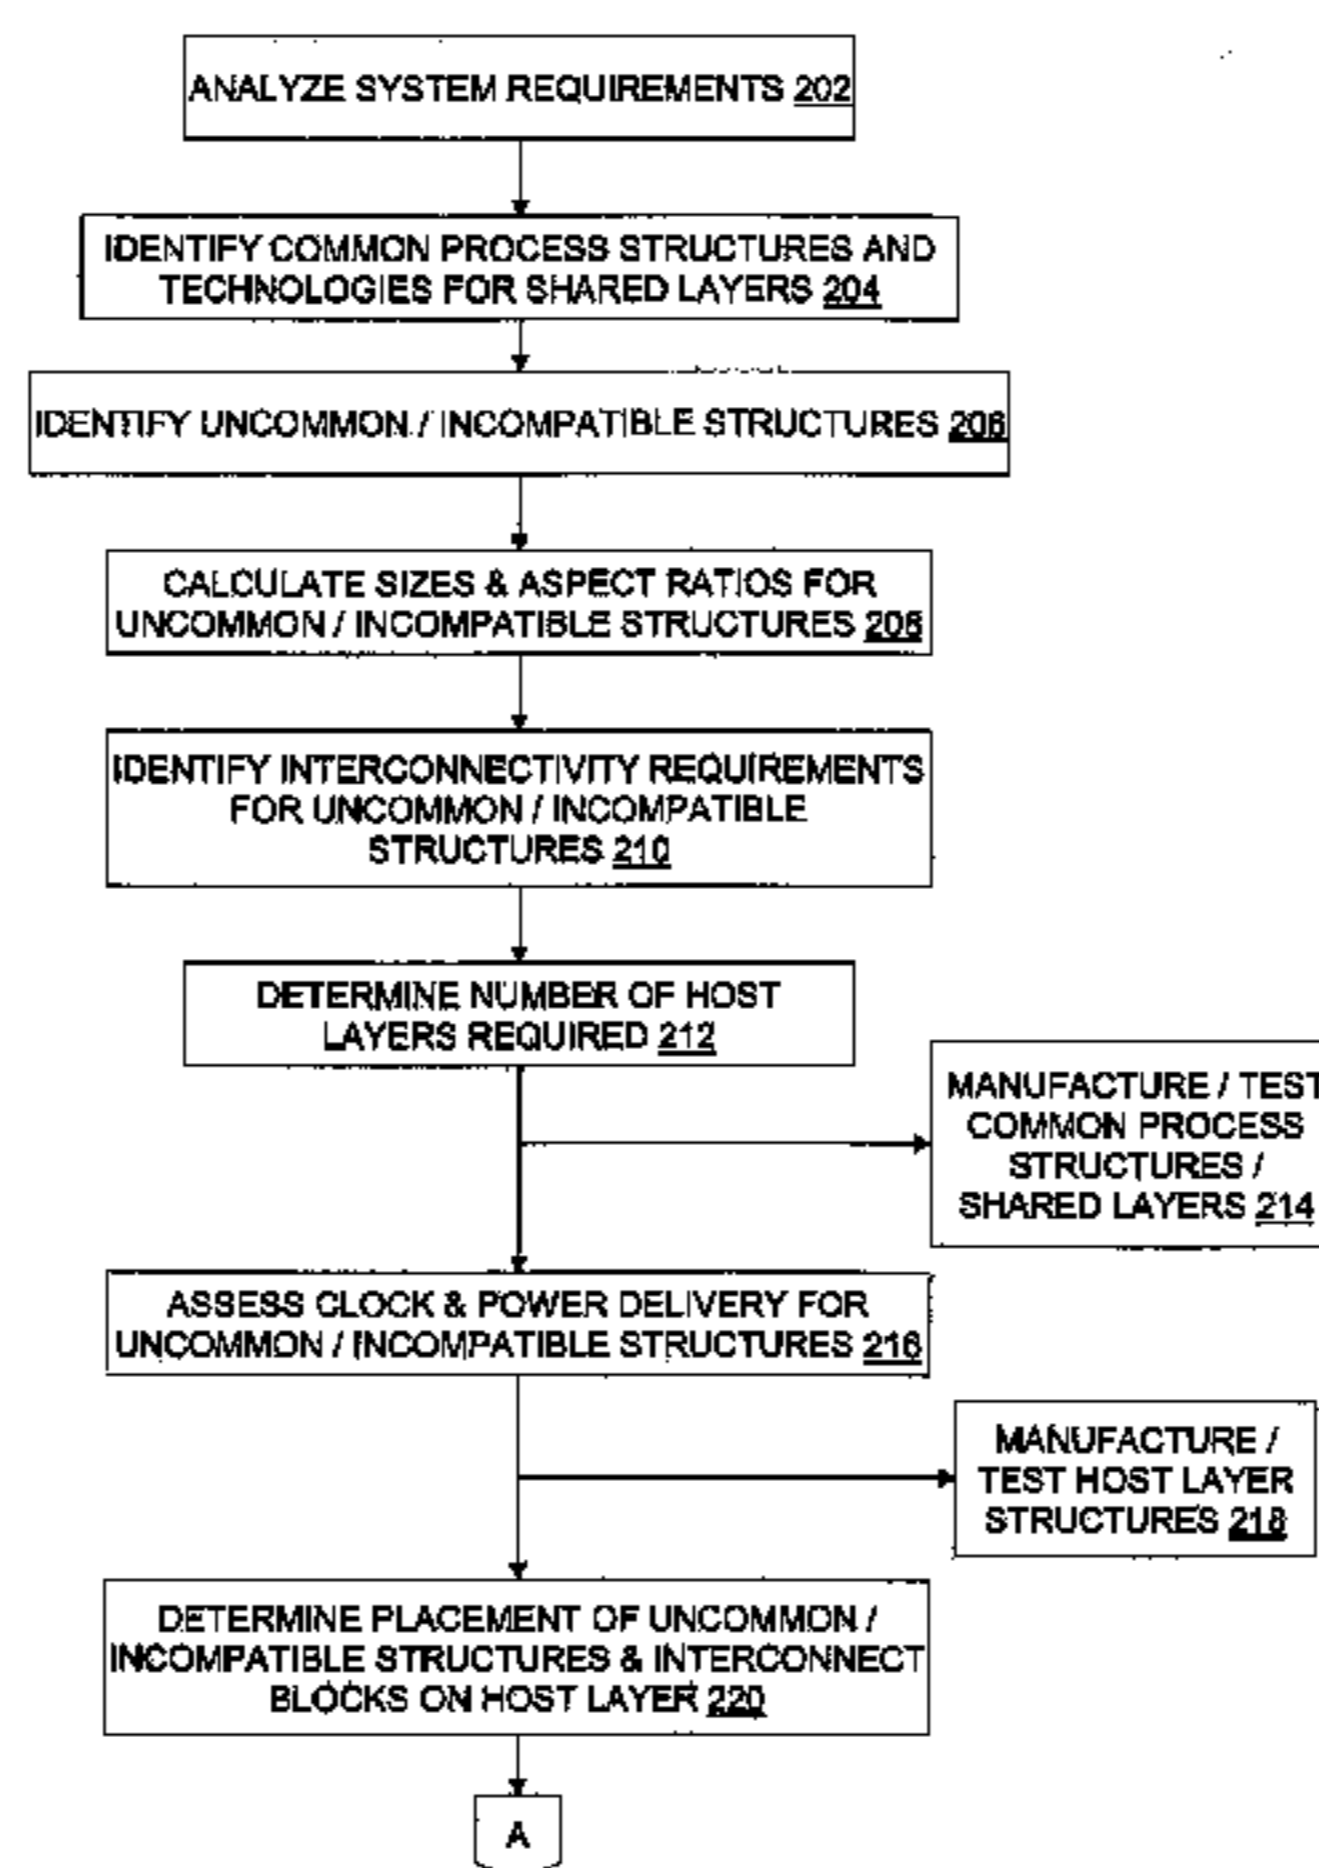 ANALYZE SYSTEM REQUIREMENTS 202
IDENTIFY COMMON PROCESS STRUCTURES AND
TECHNOLOGIES FOR SHARED LAYERS 204
IDENTIFY UNCOMMON / INCOMPATIBLE STRUCTURES 206
CALCULATE SIZES & ASPECT RATIOS FOR
UNCOMMON / INCOMPATIBLE STRUCTURES 208
IDENTIFY INTERCONNECTIVITY REQUIREMENTS
FOR UNCOMMON / INCOMPATIBLE
STRUCTURES 210
DETERMINE NUMBER OF HOST
LAYERS REQUIRED 212
MANUFACTURE / TEST
COMMON PROCESS
STRUCTURES /
SHARED LAYERS 214
ASSESS CLOCK & POWER DELIVERY FOR
UNCOMMON / INCOMPATIBLE STRUCTURES 216
MANUFACTURE /
TEST HOST LAYER
STRUCTURES 218
DETERMINE PLACEMENT OF UNCOMMON /
INCOMPATIBLE STRUCTURES & INTERCONNECT
BLOCKS ON HOST LAYER 220
A